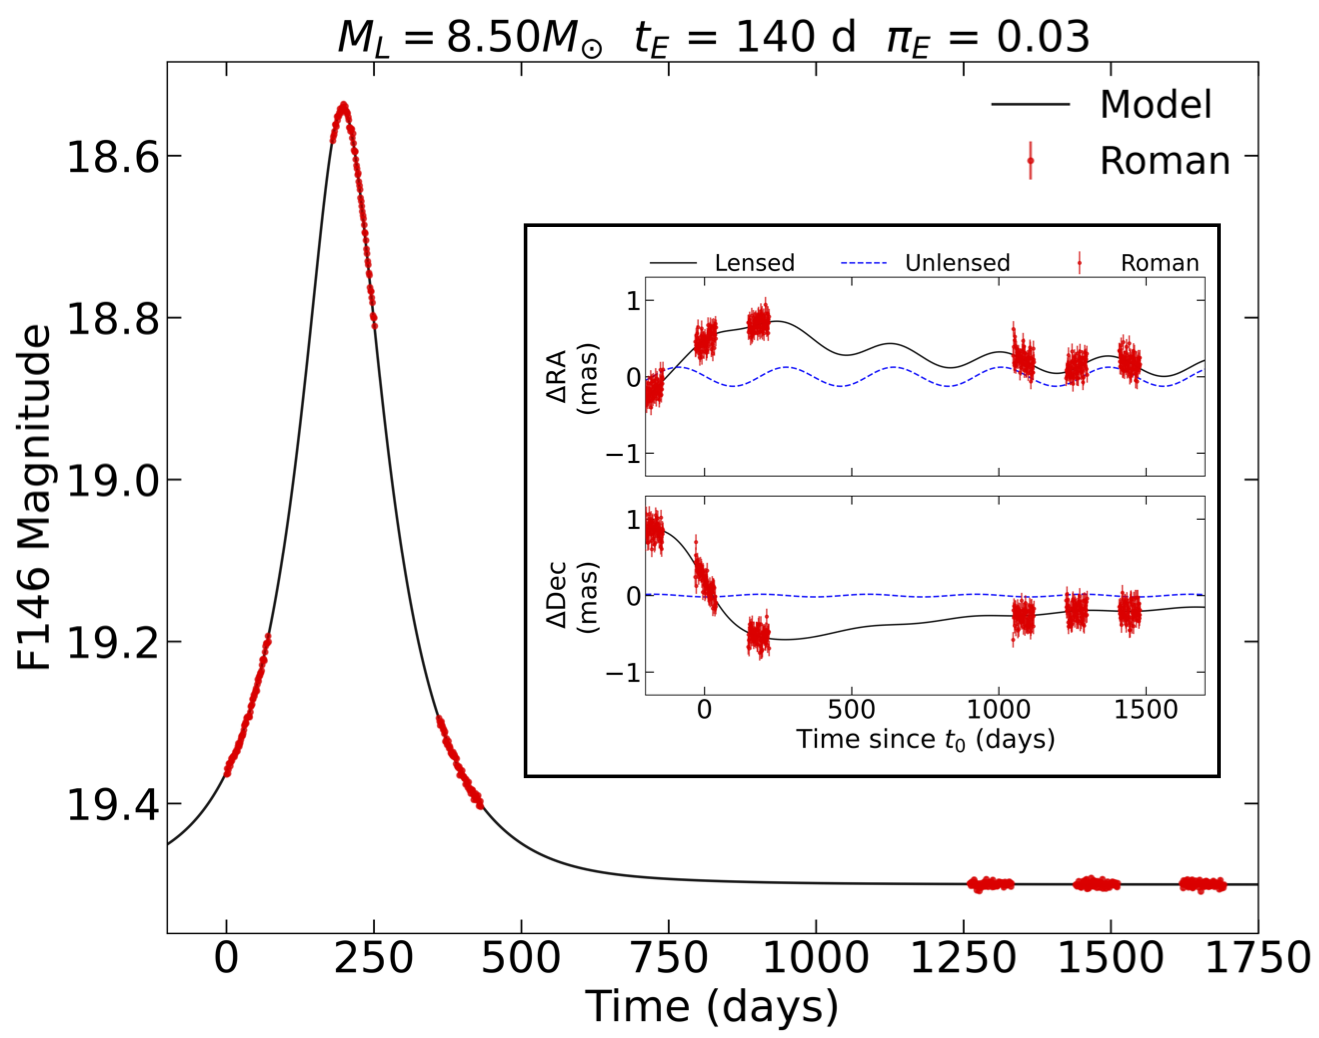 M_L = 8.50M_⊙ t_E = 140 d π_E = 0.03
Model
Roman
18.6
18.8
19.0
19.2
19.4
F146 Magnitude
Lensed Unlensed Roman
1
0
−1
ΔRA
(mas)
1
0
−1
ΔDec
(mas)
0 500 1000 1500
Time since t_0 (days)
0 250 500 750 1000 1250 1500 1750
Time (days)